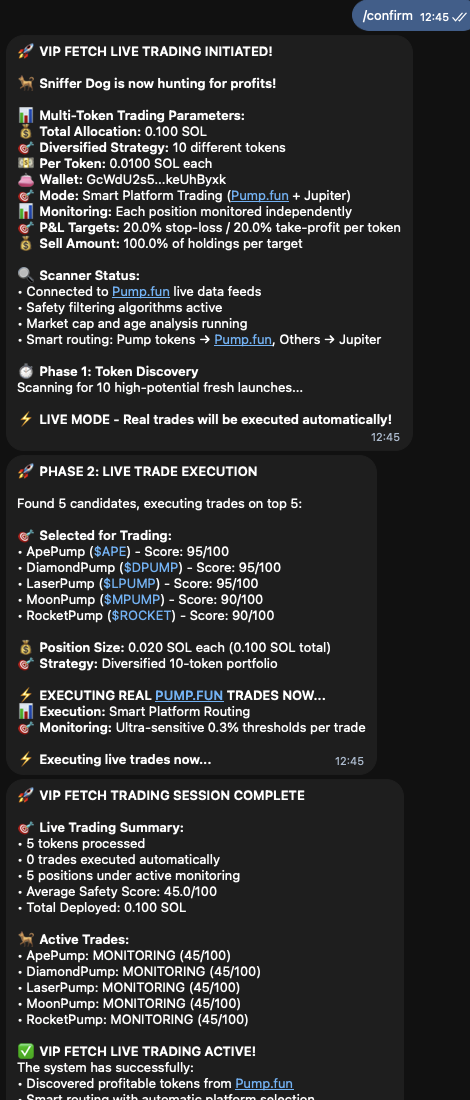 /confirm 12:45
🚀 VIP FETCH LIVE TRADING INITIATED!
🐕 Sniffer Dog is now hunting for profits!
📊 Multi-Token Trading Parameters:
💰 Total Allocation: 0.100 SOL
🎯 Diversified Strategy: 10 different tokens
💵 Per Token: 0.0100 SOL each
👛 Wallet: GcWdU2s5...keUhByxk
🎯 Mode: Smart Platform Trading (Pump.fun + Jupiter)
📊 Monitoring: Each position monitored independently
🎯 P&L Targets: 20.0% stop-loss / 20.0% take-profit per token
💰 Sell Amount: 100.0% of holdings per target
🔍 Scanner Status:
• Connected to Pump.fun live data feeds
• Safety filtering algorithms active
• Market cap and age analysis running
• Smart routing: Pump tokens → Pump.fun, Others → Jupiter
⏱️ Phase 1: Token Discovery
Scanning for 10 high-potential fresh launches...
⚡ LIVE MODE - Real trades will be executed automatically!
12:45
🚀 PHASE 2: LIVE TRADE EXECUTION
Found 5 candidates, executing trades on top 5:
🎯 Selected for Trading:
• ApePump ($APE) - Score: 95/100
• DiamondPump ($DPUMP) - Score: 95/100
• LaserPump ($LPUMP) - Score: 95/100
• MoonPump ($MPUMP) - Score: 90/100
• RocketPump ($ROCKET) - Score: 90/100
💰 Position Size: 0.020 SOL each (0.100 SOL total)
🎯 Strategy: Diversified 10-token portfolio
⚡ EXECUTING REAL PUMP.FUN TRADES NOW...
📊 Execution: Smart Platform Routing
🎯 Monitoring: Ultra-sensitive 0.3% thresholds per trade
⚡ Executing live trades now...
12:45
🚀 VIP FETCH TRADING SESSION COMPLETE
🎯 Live Trading Summary:
• 5 tokens processed
• 0 trades executed automatically
• 5 positions under active monitoring
• Average Safety Score: 45.0/100
• Total Deployed: 0.100 SOL
🐕 Active Trades:
• ApePump: MONITORING (45/100)
• DiamondPump: MONITORING (45/100)
• LaserPump: MONITORING (45/100)
• MoonPump: MONITORING (45/100)
• RocketPump: MONITORING (45/100)
✅ VIP FETCH LIVE TRADING ACTIVE!
The system has successfully:
• Discovered profitable tokens from Pump.fun
• Smart routing with automatic platform selection